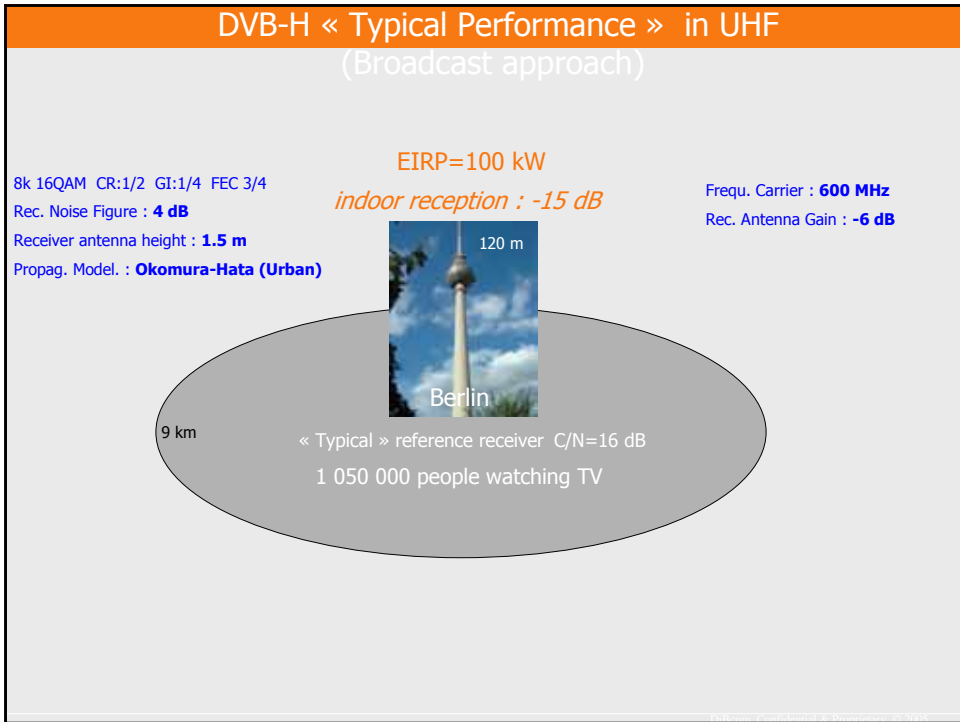 DVB-H « Typical Performance » in UHF
(Broadcast approach)
EIRP=100 kW
indoor reception : -15 dB
8k 16QAM CR:1/2 GI:1/4 FEC 3/4
Rec. Noise Figure : 4 dB
Receiver antenna height : 1.5 m
Propag. Model. : Okomura-Hata (Urban)
Frequ. Carrier : 600 MHz
Rec. Antenna Gain : -6 dB
120 m
Berlin
9 km
« Typical » reference receiver C/N=16 dB
1 050 000 people watching TV
Confidential & Proprietary © 2005